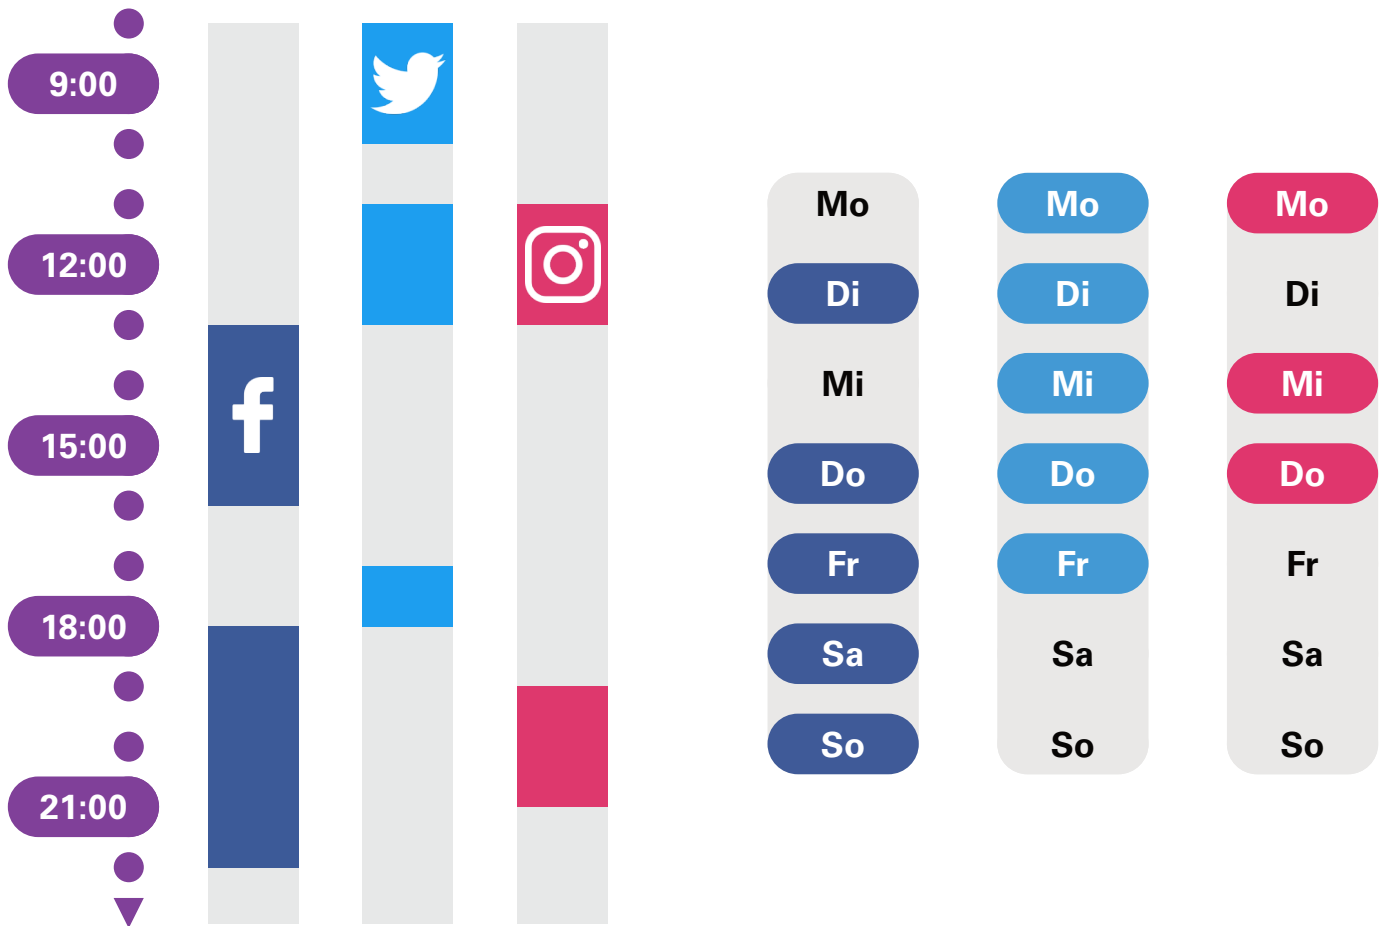 9:00
12:00
15:00
18:00
21:00
Mo Mo Mo
Di Di Di
Mi Mi Mi
Do Do Do
Fr Fr Fr
Sa Sa Sa
So So So